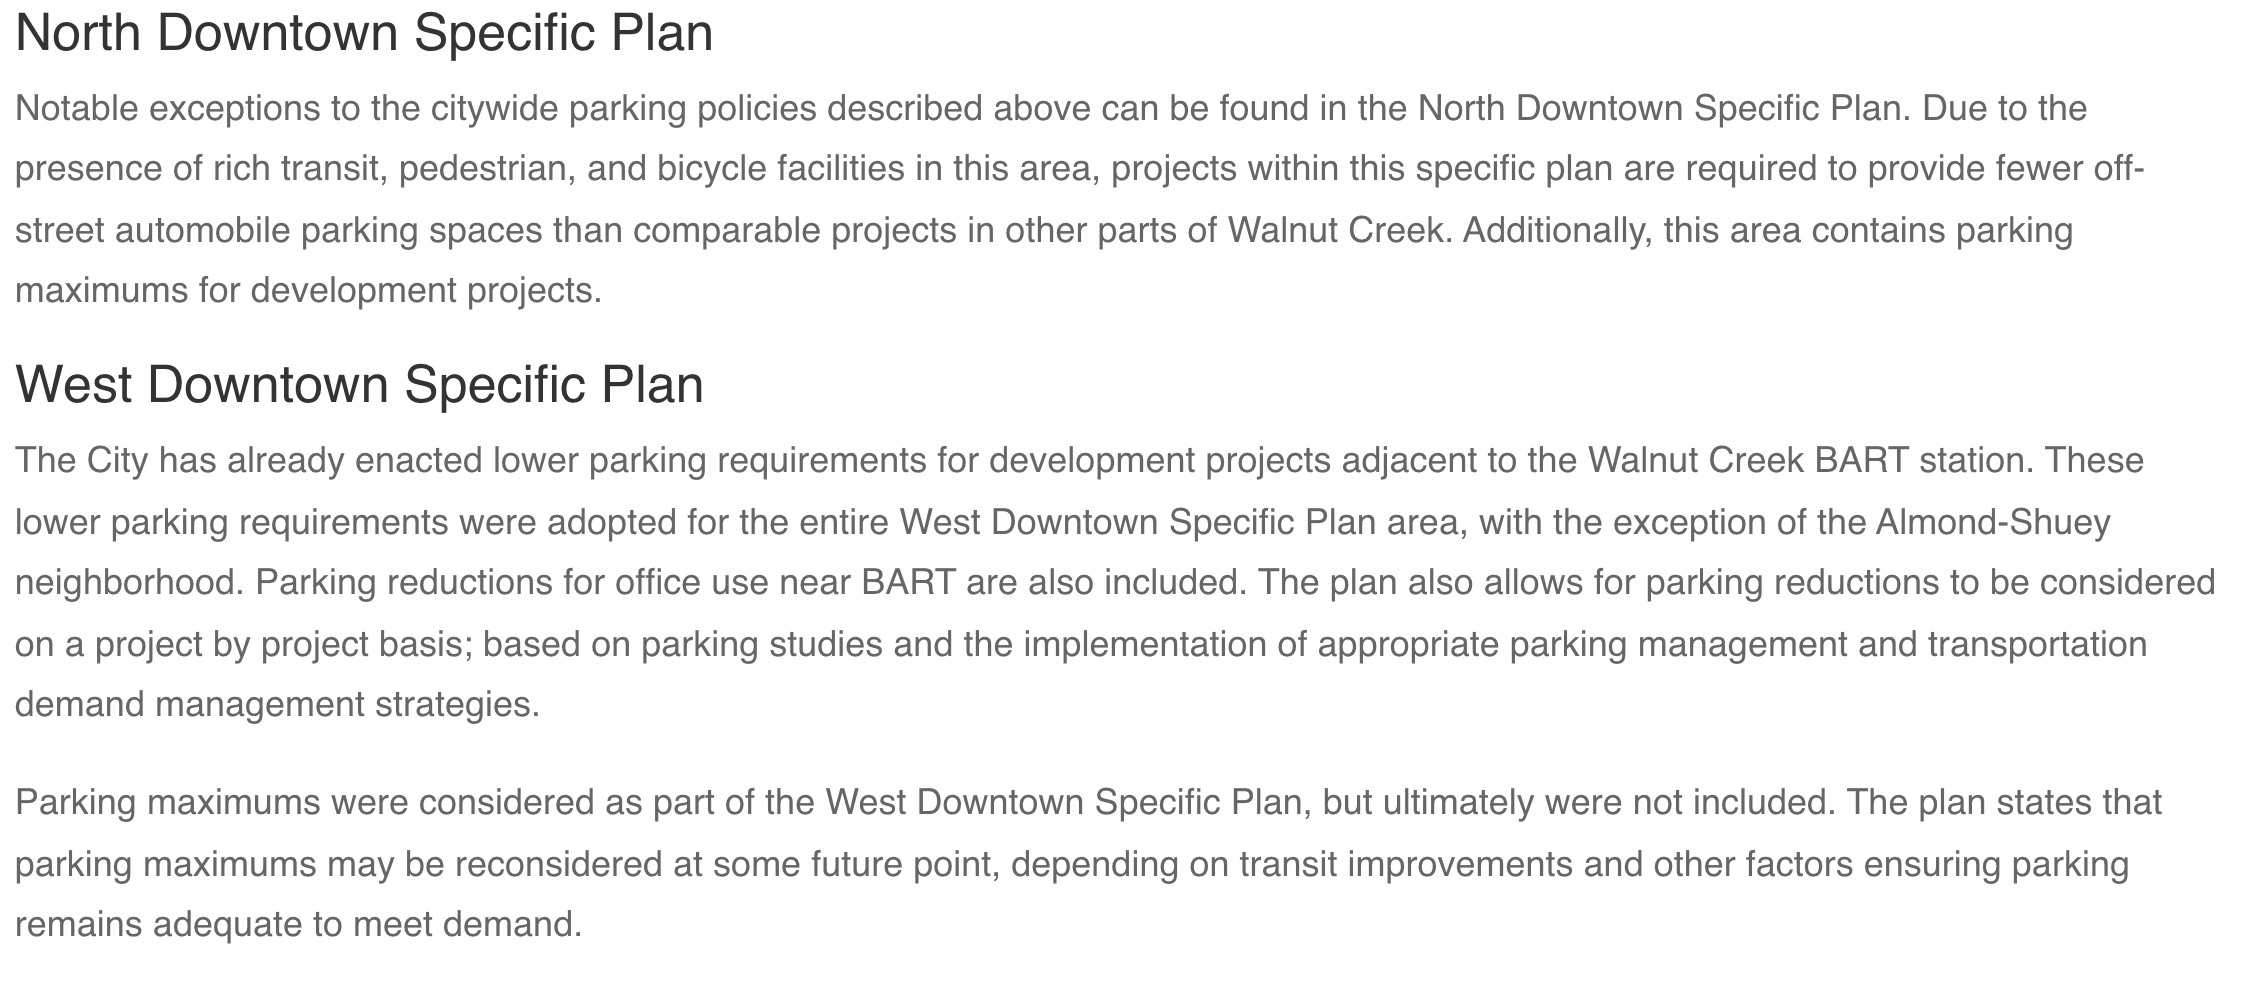 North Downtown Specific Plan
Notable exceptions to the citywide parking policies described above can be found in the North Downtown Specific Plan. Due to the
presence of rich transit, pedestrian, and bicycle facilities in this area, projects within this specific plan are required to provide fewer off-
street automobile parking spaces than comparable projects in other parts of Walnut Creek. Additionally, this area contains parking
maximums for development projects.
West Downtown Specific Plan
The City has already enacted lower parking requirements for development projects adjacent to the Walnut Creek BART station. These
lower parking requirements were adopted for the entire West Downtown Specific Plan area, with the exception of the Almond-Shuey
neighborhood. Parking reductions for office use near BART are also included. The plan also allows for parking reductions to be considered
on a project by project basis; based on parking studies and the implementation of appropriate parking management and transportation
demand management strategies.
Parking maximums were considered as part of the West Downtown Specific Plan, but ultimately were not included. The plan states that
parking maximums may be reconsidered at some future point, depending on transit improvements and other factors ensuring parking
remains adequate to meet demand.